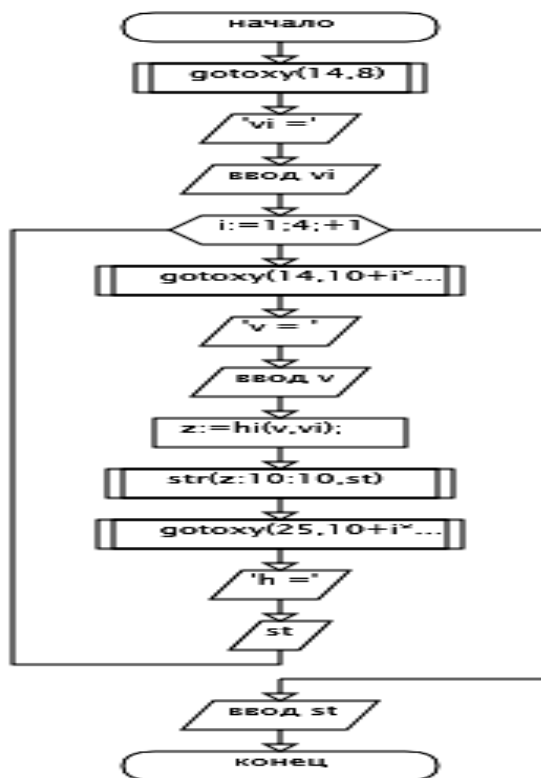 начало
gotoxy(14,8)
'vi ='
ввод vi
i:=1;4;+1
gotoxy(14,10+i*...
'v = '
ввод v
z:=hi(v,vi);
str(z:10:10,st)
gotoxy(25,10+i*...
'h ='
st
ввод st
конец